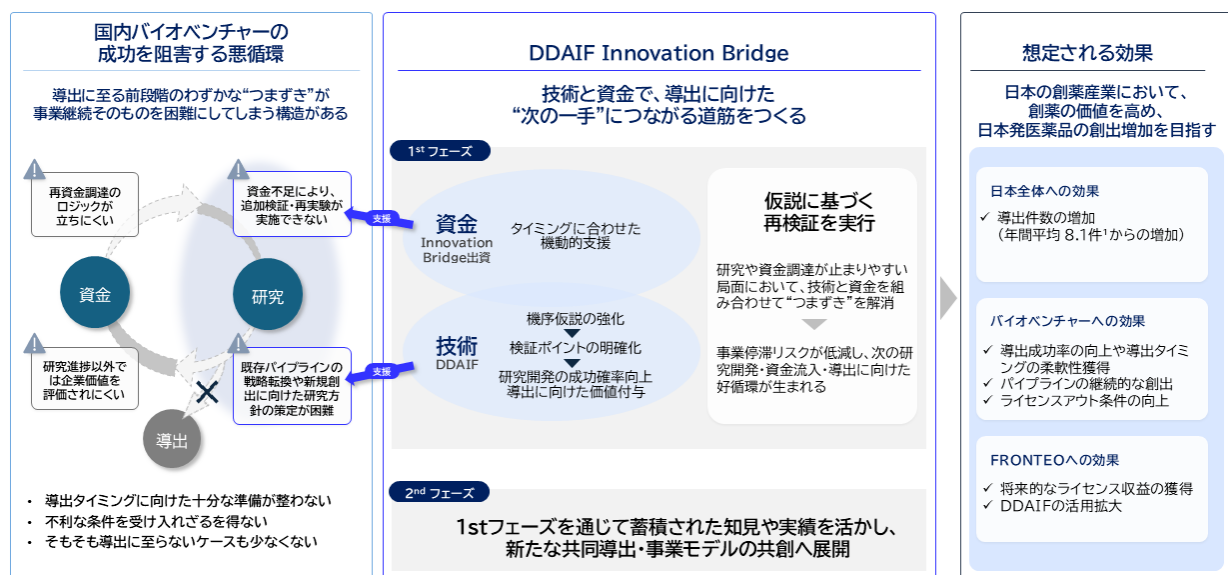 国内バイオベンチャーの
成功を阻害する悪循環
導出に至る前段階のわずかな“つまずき”が
事業継続そのものを困難にしてしまう構造がある
再資金調達の
ロジックが
立ちにくい
資金不足により、
追加検証・再実験が
実施できない
資金
研究
研究進捗以外で
は企業価値を
評価されにくい
既存パイプラインの
戦略転換や新規創
出に向けた研究方
針の策定が困難
導出
• 導出タイミングに向けた十分な準備が整わない
• 不利な条件を受け入れざるを得ない
• そもそも導出に至らないケースも少なくない
DDAIF Innovation Bridge
技術と資金で、導出に向けた
“次の一手”につながる道筋をつくる
1st フェーズ
支援
資金
Innovation
Bridge出資
タイミングに合わせた
機動的支援
支援
技術
DDAIF
機序仮説の強化
検証ポイントの明確化
研究開発の成功確率向上
導出に向けた価値付与
仮説に基づく
再検証を実行
研究や資金調達が止まりやすい
局面において、技術と資金を組
み合わせて“つまずき”を解消
事業停滞リスクが低減し、次の研
究開発・資金流入・導出に向けた
好循環が生まれる
2nd フェーズ
1stフェーズを通じて蓄積された知見や実績を活かし、
新たな共同導出・事業モデルの共創へ展開
想定される効果
日本の創薬産業において、
創薬の価値を高め、
日本発医薬品の創出増加を目指す
日本全体への効果
✓ 導出件数の増加
（年間平均 8.1件¹からの増加）
バイオベンチャーへの効果
✓ 導出成功率の向上や導出タイミ
ングの柔軟性獲得
✓ パイプラインの継続的な創出
✓ ライセンスアウト条件の向上
FRONTEOへの効果
✓ 将来的なライセンス収益の獲得
✓ DDAIFの活用拡大